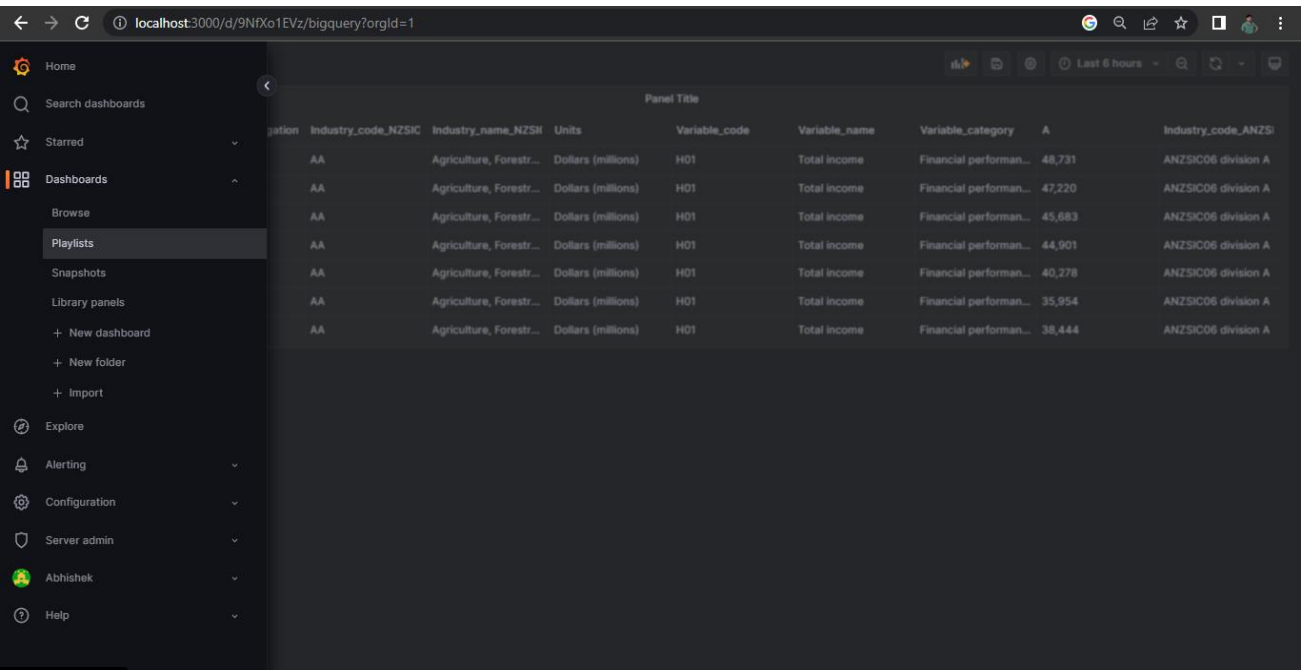 localhost:3000/d/9NfXo1EVz/bigquery?orgId=1
Home
Search dashboards
Starred
Dashboards
Browse
Playlists
Snapshots
Library panels
+ New dashboard
+ New folder
+ Import
Explore
Alerting
Configuration
Server admin
Abhishek
Help
Last 6 hours
Panel Title
gation Industry_code_NZSIC Industry_name_NZSI Units Variable_code Variable_name Variable_category A Industry_code_ANZSI
AA Agriculture, Forestr... Dollars (millions) H01 Total income Financial performan... 48,731 ANZSIC06 division A
AA Agriculture, Forestr... Dollars (millions) H01 Total income Financial performan... 47,220 ANZSIC06 division A
AA Agriculture, Forestr... Dollars (millions) H01 Total income Financial performan... 45,683 ANZSIC06 division A
AA Agriculture, Forestr... Dollars (millions) H01 Total income Financial performan... 44,901 ANZSIC06 division A
AA Agriculture, Forestr... Dollars (millions) H01 Total income Financial performan... 40,278 ANZSIC06 division A
AA Agriculture, Forestr... Dollars (millions) H01 Total income Financial performan... 35,954 ANZSIC06 division A
AA Agriculture, Forestr... Dollars (millions) H01 Total income Financial performan... 38,444 ANZSIC06 division A